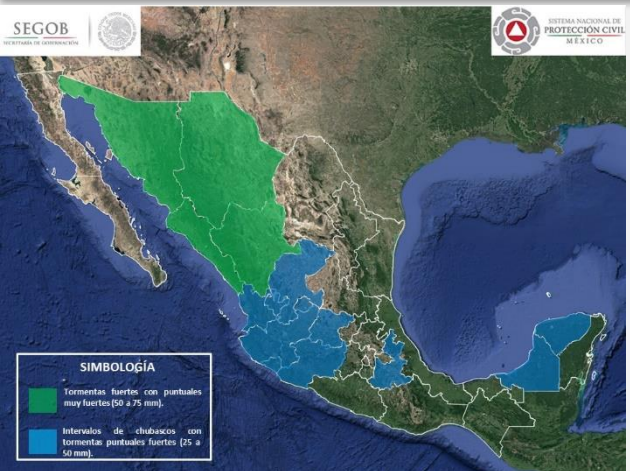 SEGOB
SECRETARÍA DE GOBERNACIÓN
SISTEMA NACIONAL DE
PROTECCIÓN CIVIL
MÉXICO
SIMBOLOGÍA
Tormentas fuertes con puntuales
muy fuertes (50 a 75 mm).
Intervalos de chubascos con
tormentas puntuales fuertes (25 a
50 mm).